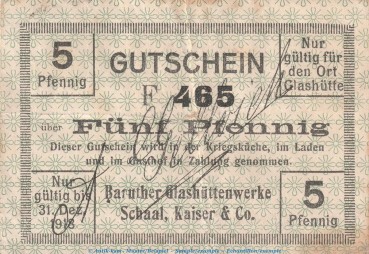 5
Pfennig
GUTSCHEIN
Nur
gültig für
den Ort
Glashütte
F 465
über Fünf Pfennig
Dieser Gutschein wird in der Kriegsküche, im Laden
und im Gasthof in Zahlung genommen.
Nur
gültig bis
31. Dez.
1918
Baruther Glashüttenwerke
Schaal, Kaiser & Co.
5
Pfennig